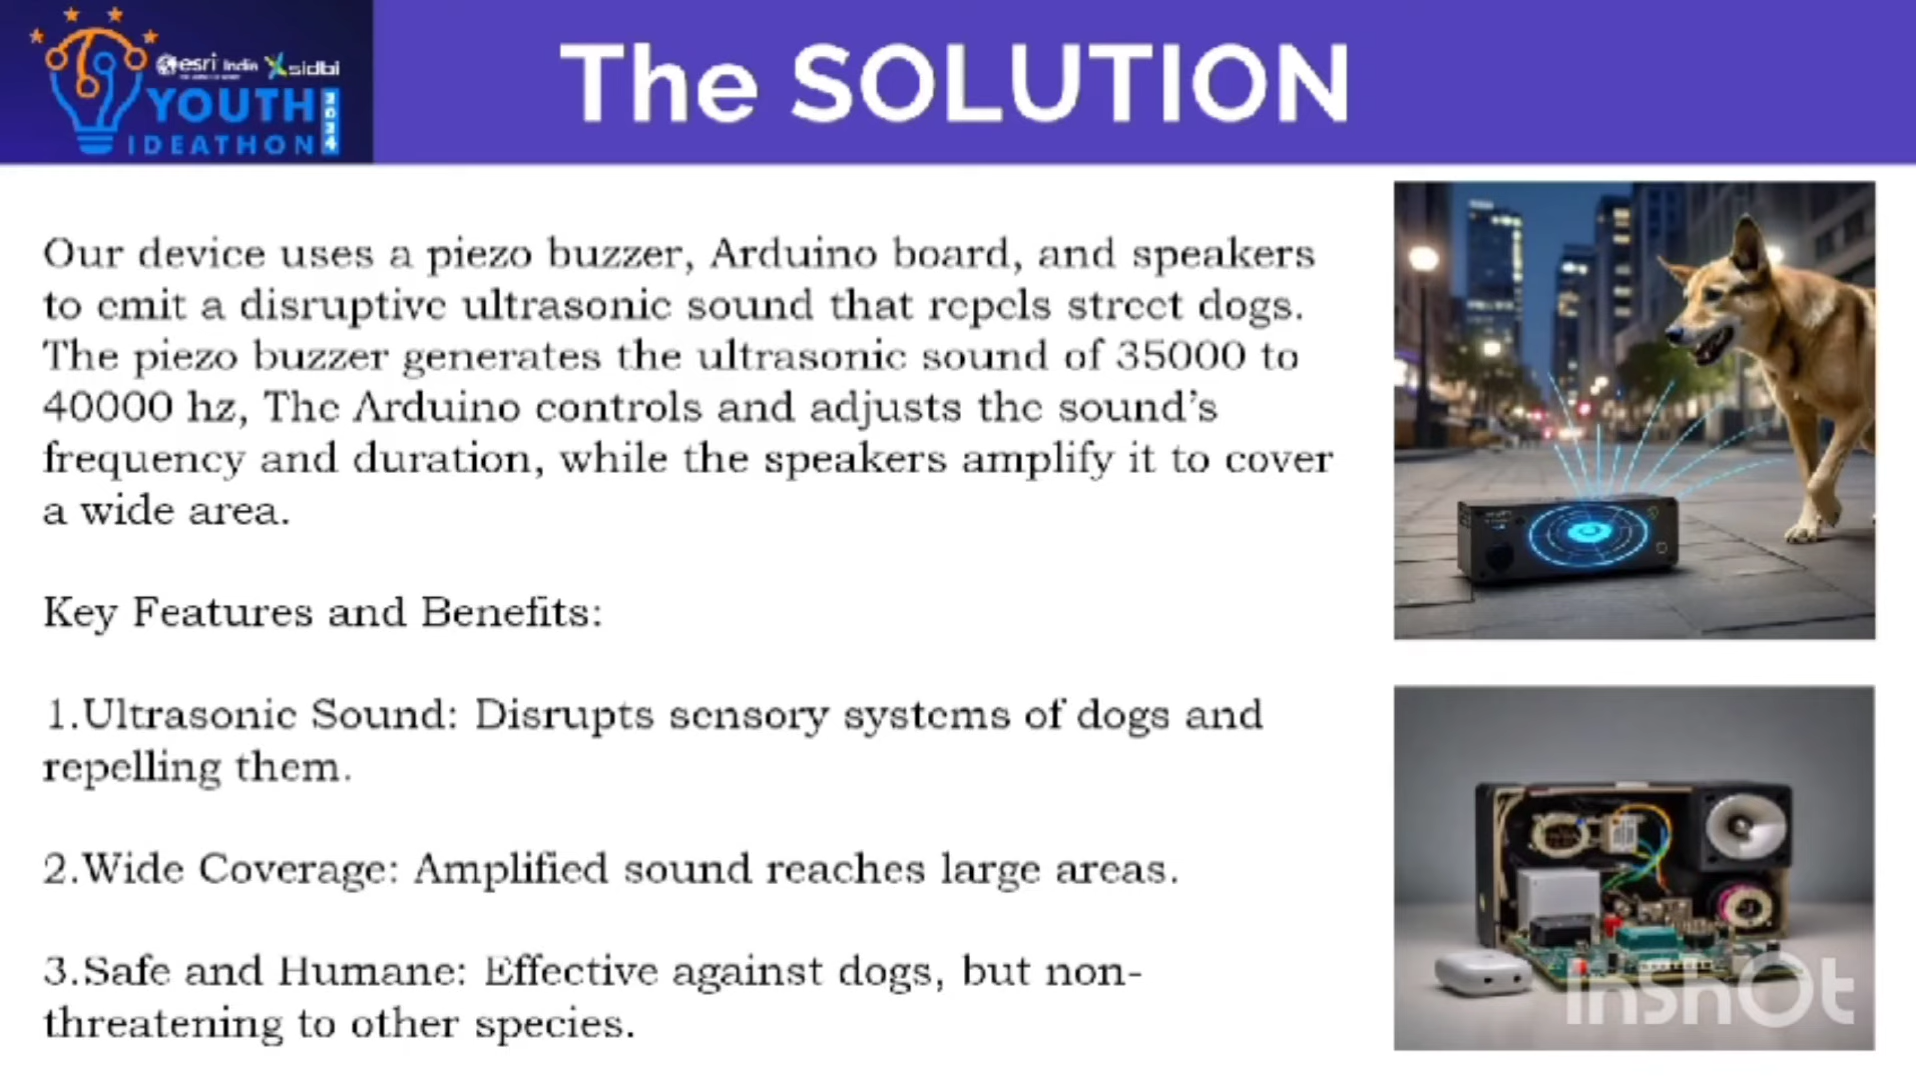 esri India sidbi
YOUTH 2024
IDEATHON
The SOLUTION
Our device uses a piezo buzzer, Arduino board, and speakers
to emit a disruptive ultrasonic sound that repels street dogs.
The piezo buzzer generates the ultrasonic sound of 35000 to
40000 hz, The Arduino controls and adjusts the sound's
frequency and duration, while the speakers amplify it to cover
a wide area.
Key Features and Benefits:
1.Ultrasonic Sound: Disrupts sensory systems of dogs and
repelling them.
2.Wide Coverage: Amplified sound reaches large areas.
3.Safe and Humane: Effective against dogs, but non-
threatening to other species.
InShOt